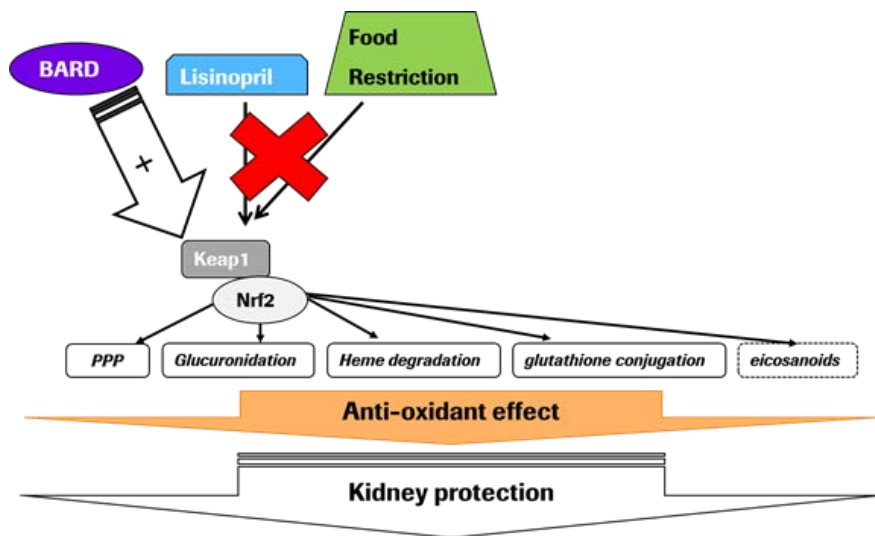 BARD
Lisinopril
Food
Restriction
+
Keap1
Nrf2
PPP
Glucuronidation
Heme degradation
glutathione conjugation
eicosanoids
Anti-oxidant effect
Kidney protection